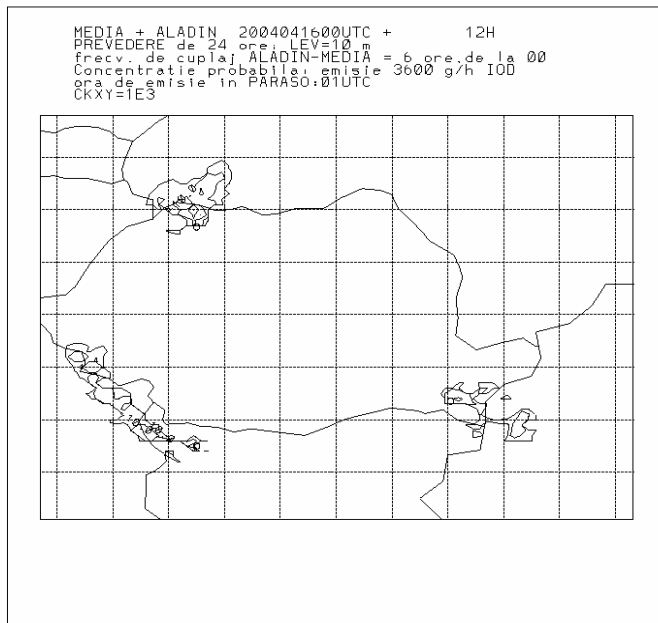 MEDIA + ALADIN 2004041600UTC + 12H
PREVEDERE de 24 ore; LEV=10 m
frecv. de cuplaj ALADIN-MEDIA = 6 ore,de la 00
Concentratie probabila; emisie 3600 g/h IOD
ora de emisie in PARASO:01UTC
CKXY=1E3